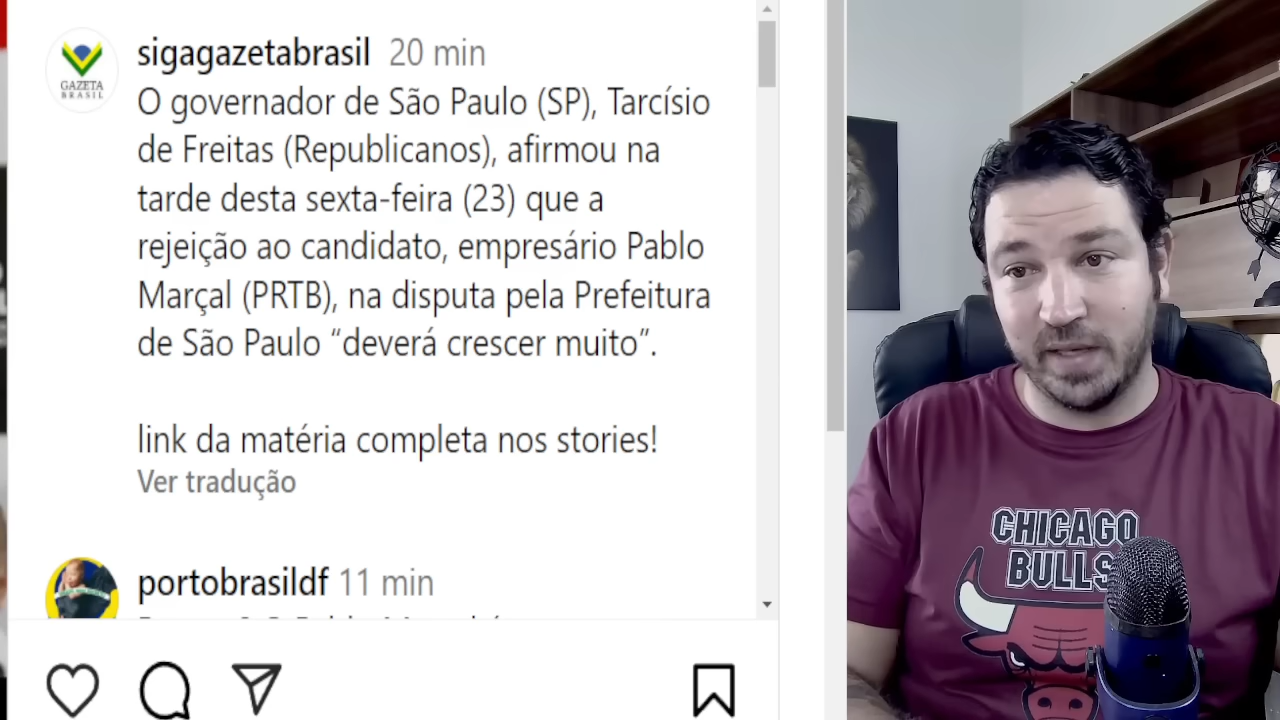 sigagazetabrasil 20 min
GAZETA
BRASIL
O governador de São Paulo (SP), Tarcísio
de Freitas (Republicanos), afirmou na
tarde desta sexta-feira (23) que a
rejeição ao candidato, empresário Pablo
Marçal (PRTB), na disputa pela Prefeitura
de São Paulo “deverá crescer muito”.
link da matéria completa nos stories!
Ver tradução
portobrasildf 11 min
CHICAGO
BULLS